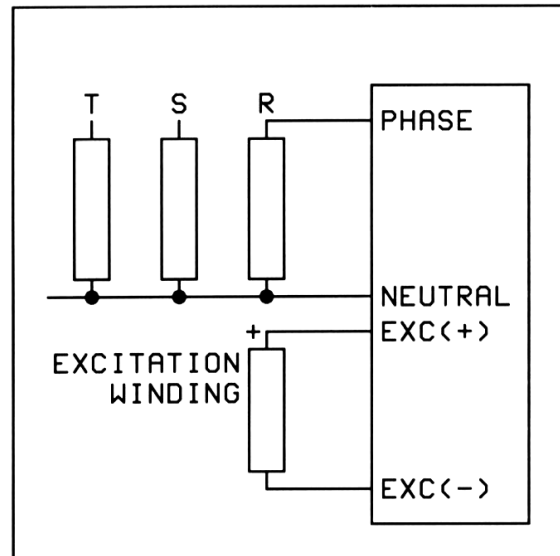 T S R
PHASE
NEUTRAL
+ EXC(+)
EXCITATION
WINDING
EXC(-)